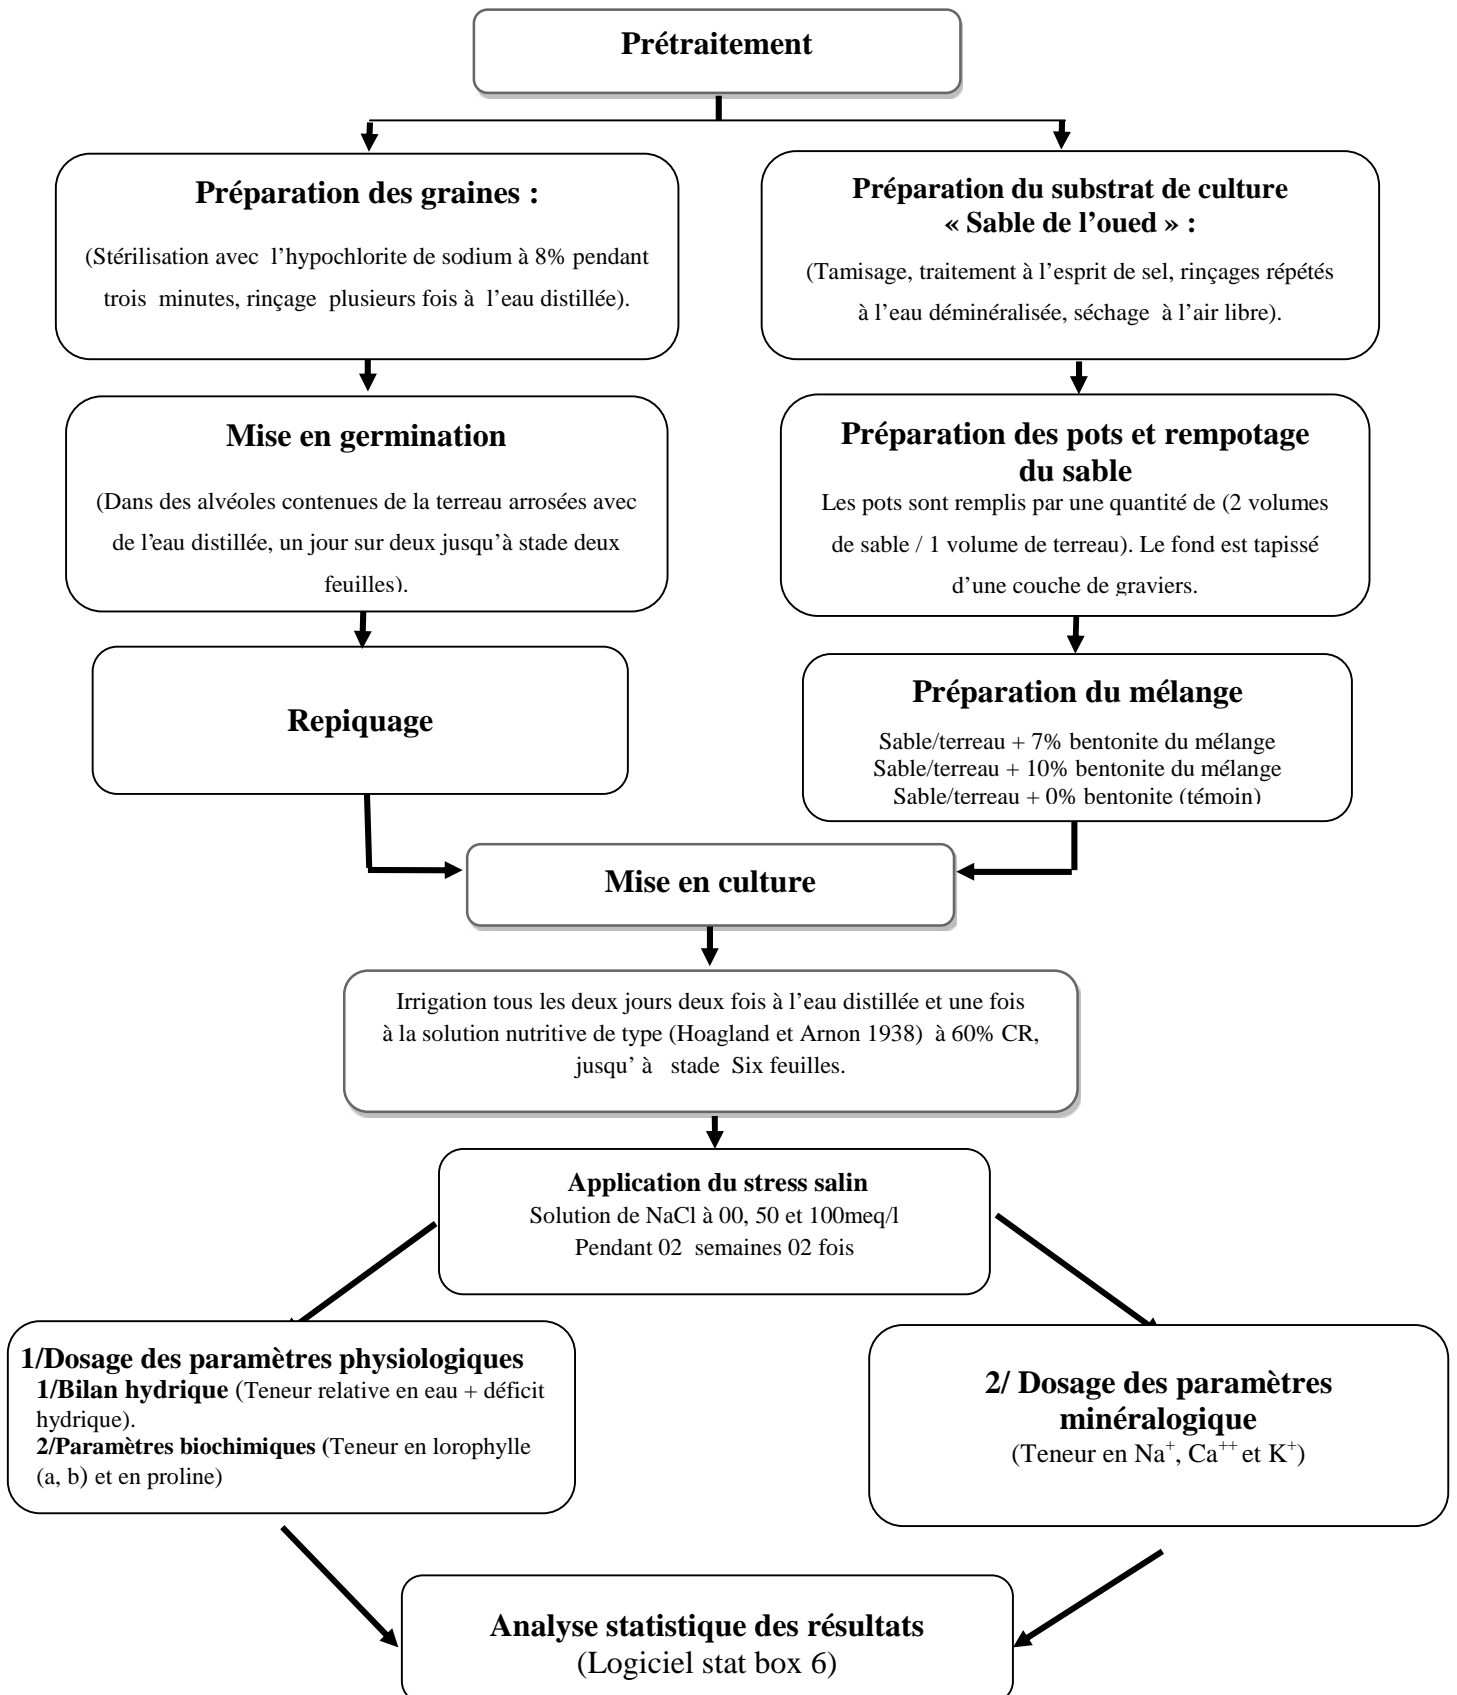 Prétraitement
Préparation des graines :
(Stérilisation avec l’hypochlorite de sodium à 8% pendant
trois minutes, rinçage plusieurs fois à l’eau distillée).
Préparation du substrat de culture
« Sable de l’oued » :
(Tamisage, traitement à l’esprit de sel, rinçages répétés
à l’eau déminéralisée, séchage à l’air libre).
Mise en germination
(Dans des alvéoles contenues de la terreau arrosées avec
de l’eau distillée, un jour sur deux jusqu’à stade deux
feuilles).
Préparation des pots et rempotage
du sable
Les pots sont remplis par une quantité de (2 volumes
de sable / 1 volume de terreau). Le fond est tapissé
d’une couche de graviers.
Repiquage
Préparation du mélange
Sable/terreau + 7% bentonite du mélange
Sable/terreau + 10% bentonite du mélange
Sable/terreau + 0% bentonite (témoin)
Mise en culture
Irrigation tous les deux jours deux fois à l’eau distillée et une fois
à la solution nutritive de type (Hoagland et Arnon 1938) à 60% CR,
jusqu’ à stade Six feuilles.
Application du stress salin
Solution de NaCl à 00, 50 et 100meq/l
Pendant 02 semaines 02 fois
1/Dosage des paramètres physiologiques
1/Bilan hydrique (Teneur relative en eau + déficit
hydrique).
2/Paramètres biochimiques (Teneur en lorophylle
(a, b) et en proline)
2/ Dosage des paramètres
minéralogique
(Teneur en Na⁺, Ca⁺⁺ et K⁺)
Analyse statistique des résultats
(Logiciel stat box 6)